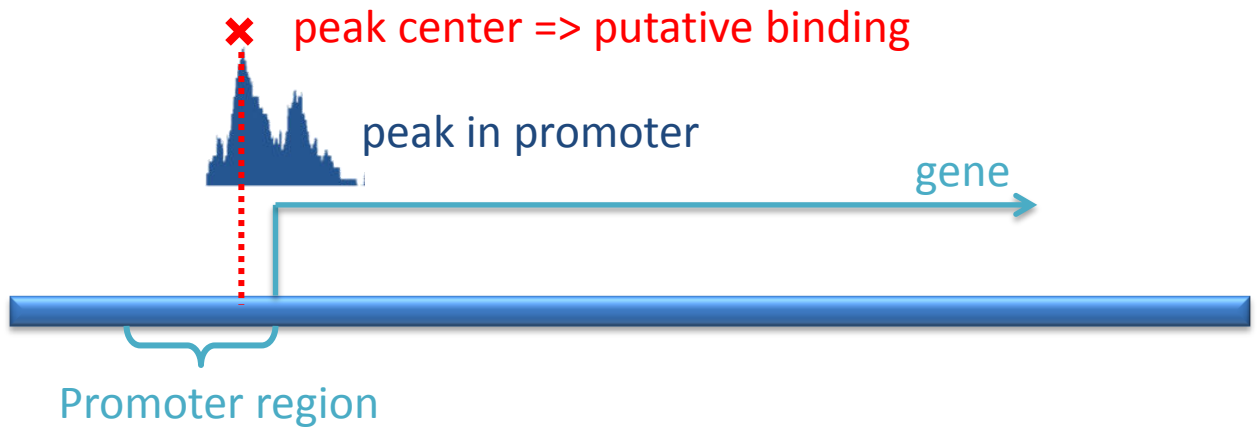 peak center => putative binding
peak in promoter
gene
Promoter region